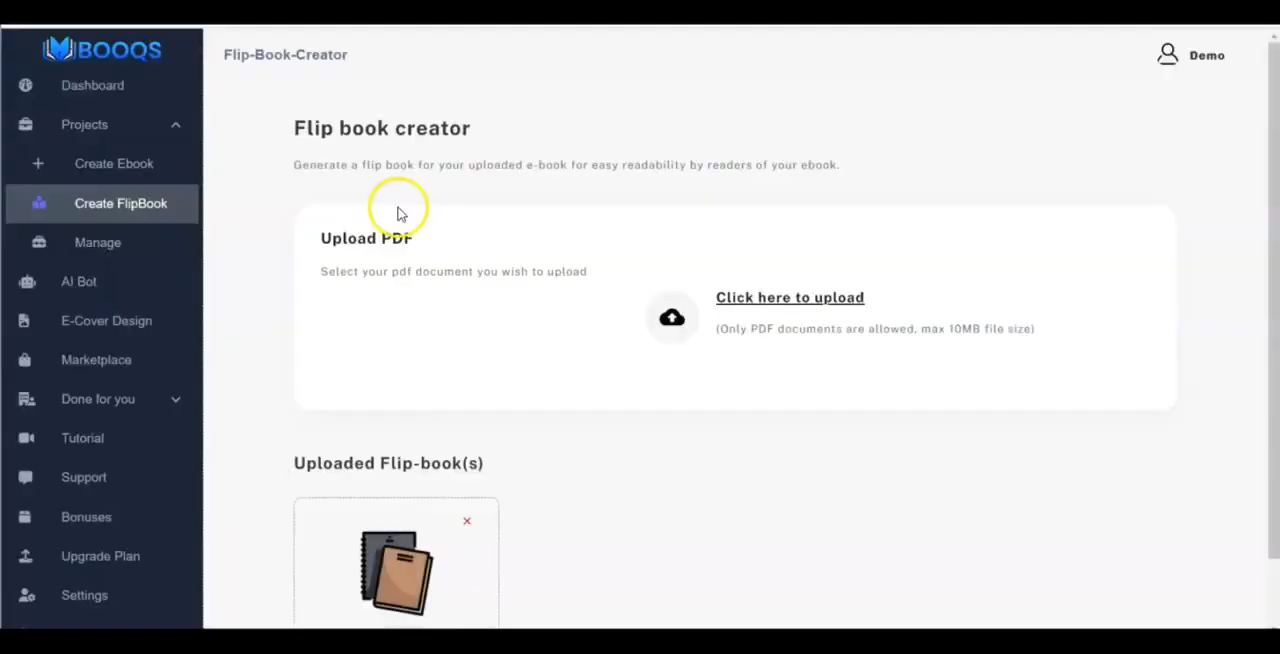 BOOQS
Dashboard
Projects
Create Ebook
Create FlipBook
Manage
AI Bot
E-Cover Design
Marketplace
Done for you
Tutorial
Support
Bonuses
Upgrade Plan
Settings
Flip-Book-Creator
Demo
Flip book creator
Generate a flip book for your uploaded e-book for easy readability by readers of your ebook.
Upload PDF
Select your pdf document you wish to upload
Click here to upload
(Only PDF documents are allowed, max 10MB file size)
Uploaded Flip-book(s)